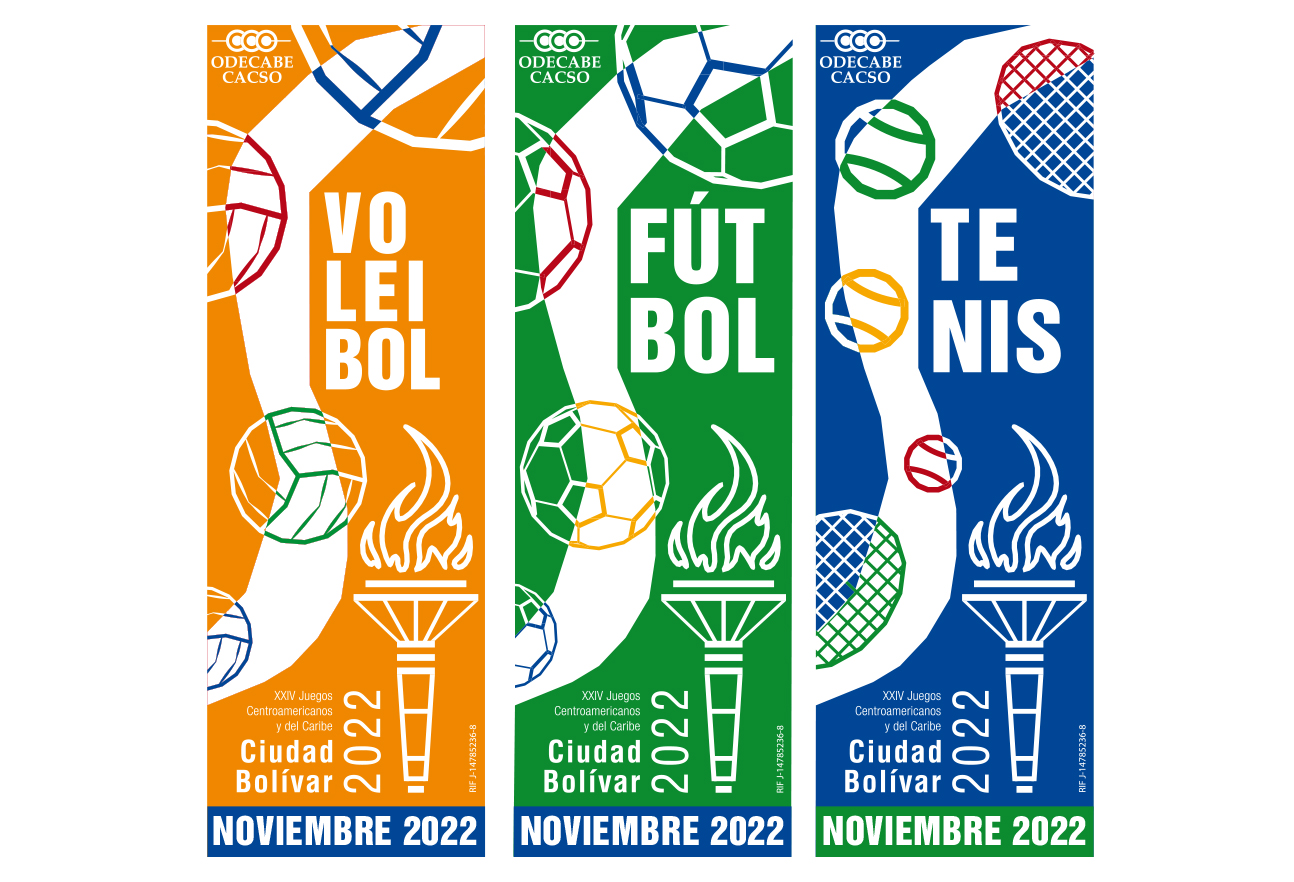 ODECABE
CACSO
VO
LEI
BOL
XXIV Juegos
Centroamericanos
y del Caribe
Ciudad
Bolívar
2022
RIF J-14785236-8
NOVIEMBRE 2022
ODECABE
CACSO
FÚT
BOL
XXIV Juegos
Centroamericanos
y del Caribe
Ciudad
Bolívar
2022
RIF J-14785236-8
NOVIEMBRE 2022
ODECABE
CACSO
TE
NIS
XXIV Juegos
Centroamericanos
y del Caribe
Ciudad
Bolívar
2022
RIF J-14785236-8
NOVIEMBRE 2022